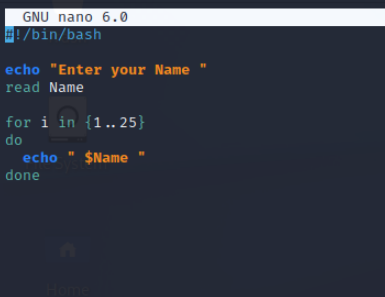 GNU nano 6.0
#!/bin/bash
echo "Enter your Name "
read Name
for i in {1..25}
do
echo " $Name "
done
Home